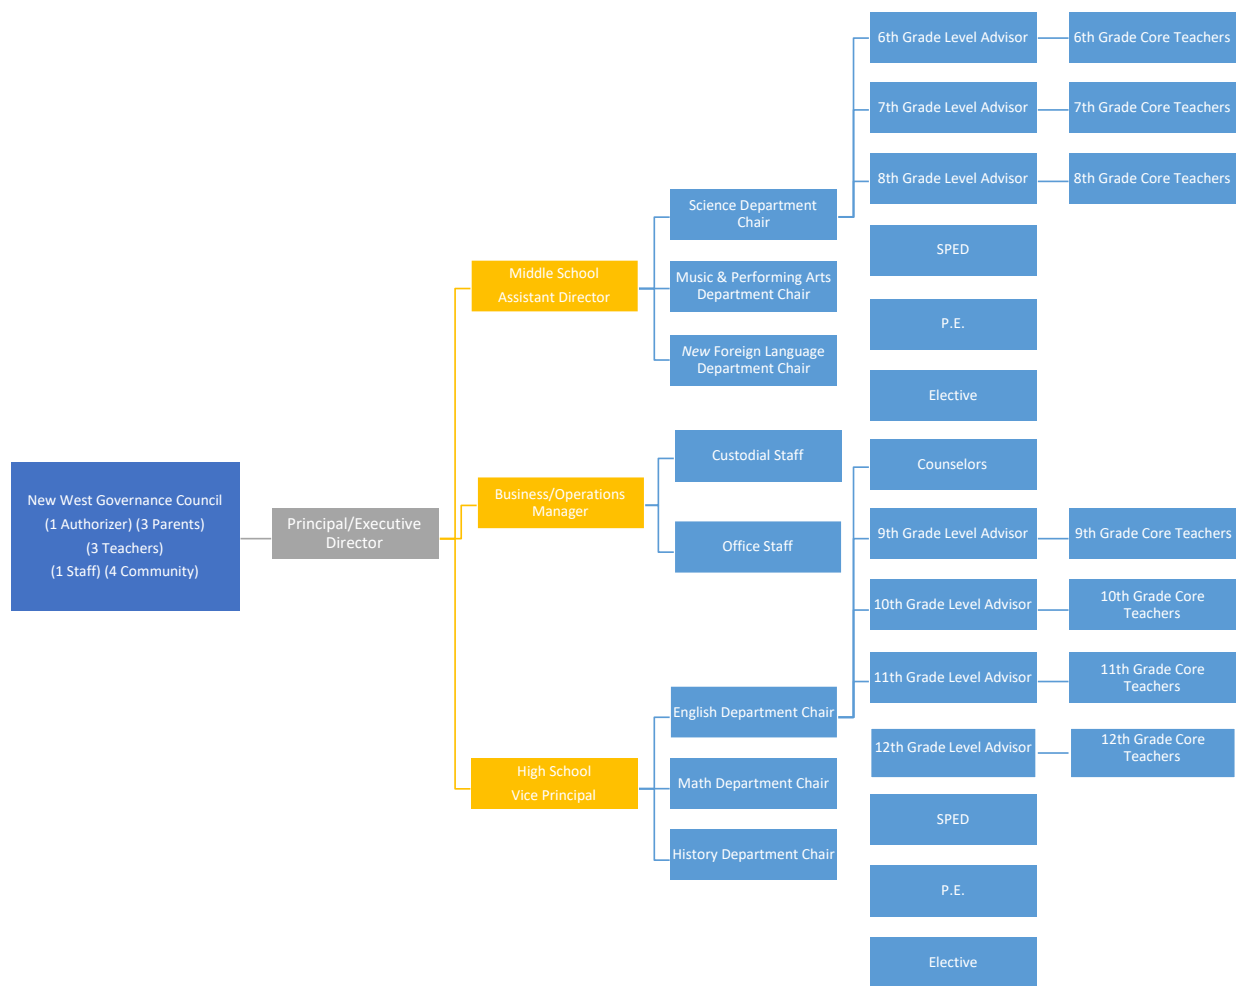 New West Governance Council
(1 Authorizer) (3 Parents)
(3 Teachers)
(1 Staff) (4 Community)
Principal/Executive
Director
Middle School
Assistant Director
Business/Operations
Manager
High School
Vice Principal
Science Department
Chair
Music & Performing Arts
Department Chair
New Foreign Language
Department Chair
Custodial Staff
Office Staff
English Department Chair
Math Department Chair
History Department Chair
6th Grade Level Advisor
7th Grade Level Advisor
8th Grade Level Advisor
SPED
P.E.
Elective
Counselors
9th Grade Level Advisor
10th Grade Level Advisor
11th Grade Level Advisor
12th Grade Level Advisor
SPED
P.E.
Elective
6th Grade Core Teachers
7th Grade Core Teachers
8th Grade Core Teachers
9th Grade Core Teachers
10th Grade Core
Teachers
11th Grade Core
Teachers
12th Grade Core
Teachers